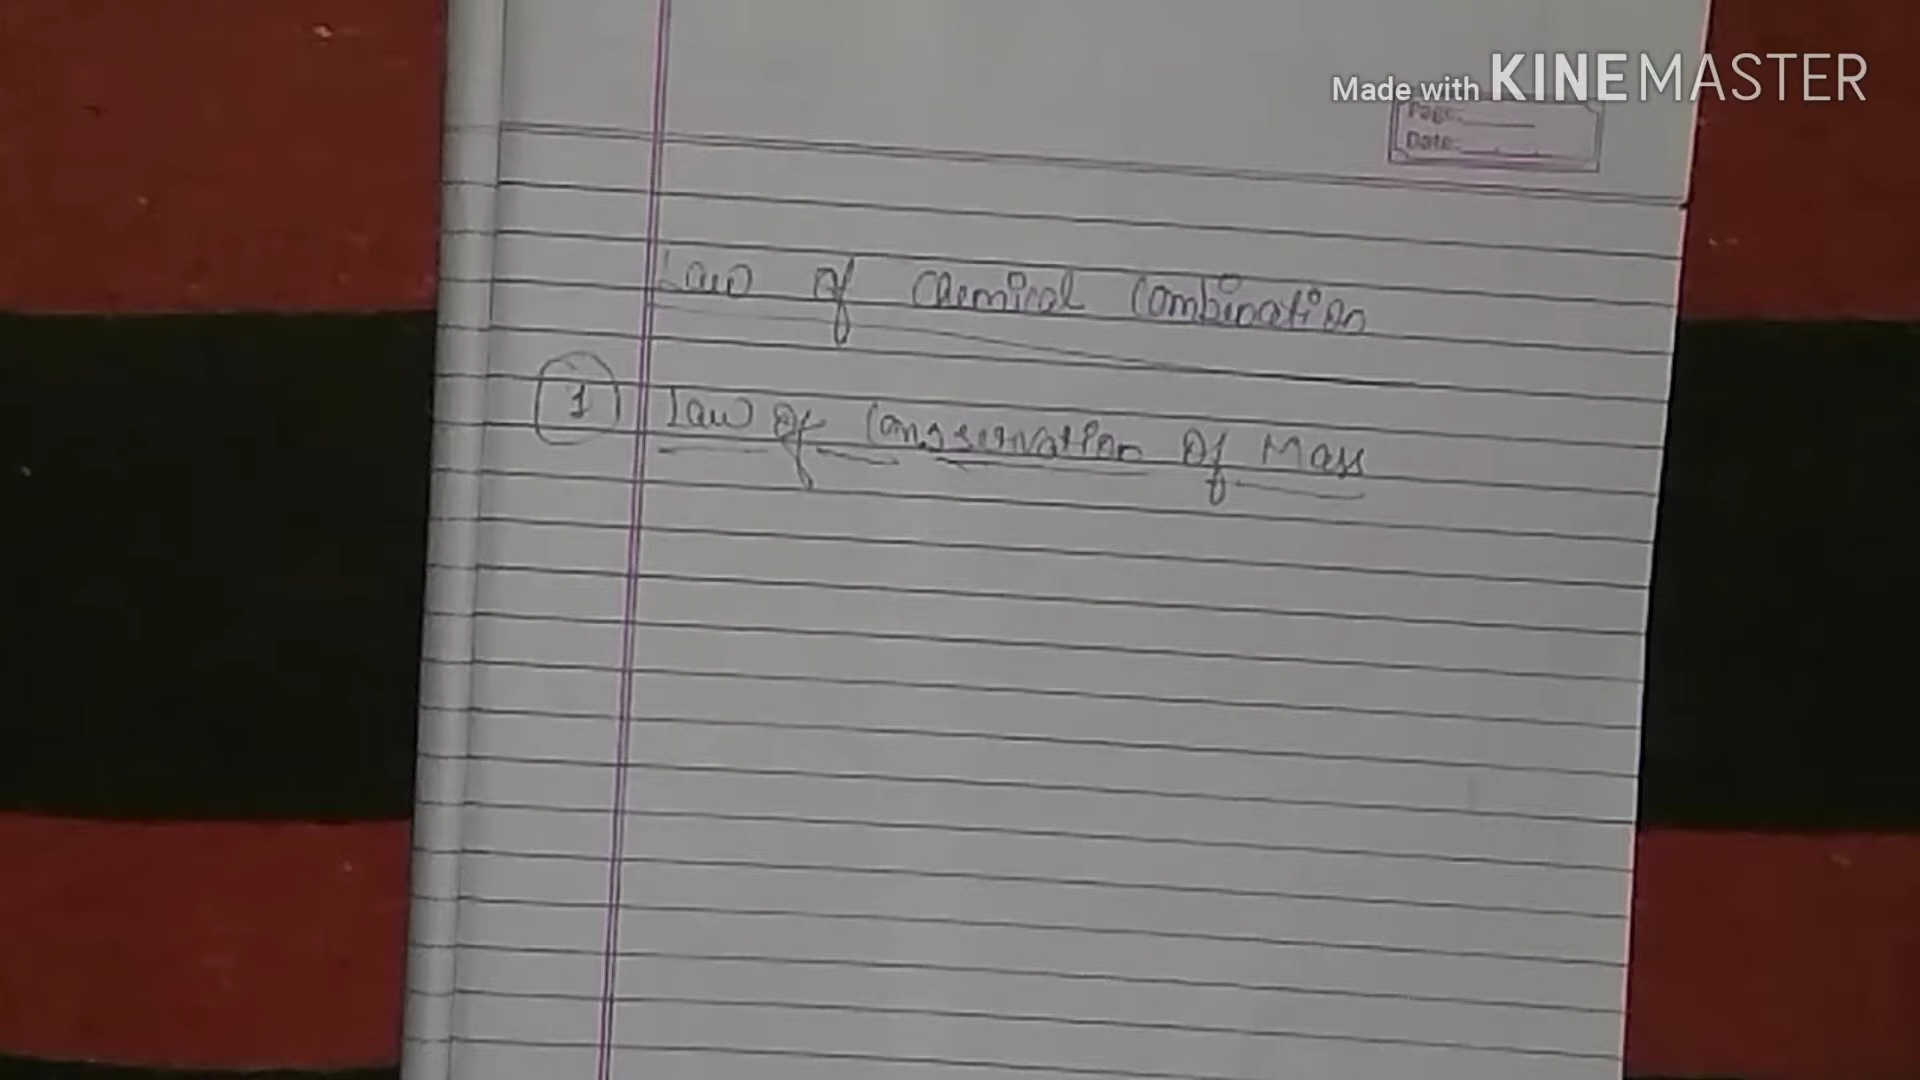 Made with KINEMASTER
Page:
Date:
Law of Chemical Combination
1 Law of Conservation of Mass